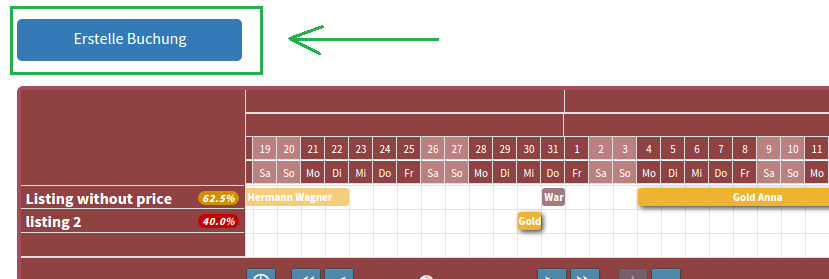 Erstelle Buchung
19 20 21 22 23 24 25 26 27 28 29 30 31 1 2 3 4 5 6 7 8 9 10 11
Sa So Mo Di Mi Do Fr Sa So Mo Di Mi Do Fr Sa So Mo Di Mi Do Fr Sa So Mo
Listing without price 62.5% Hermann Wagner War Gold Anna
listing 2 40.0% Gold